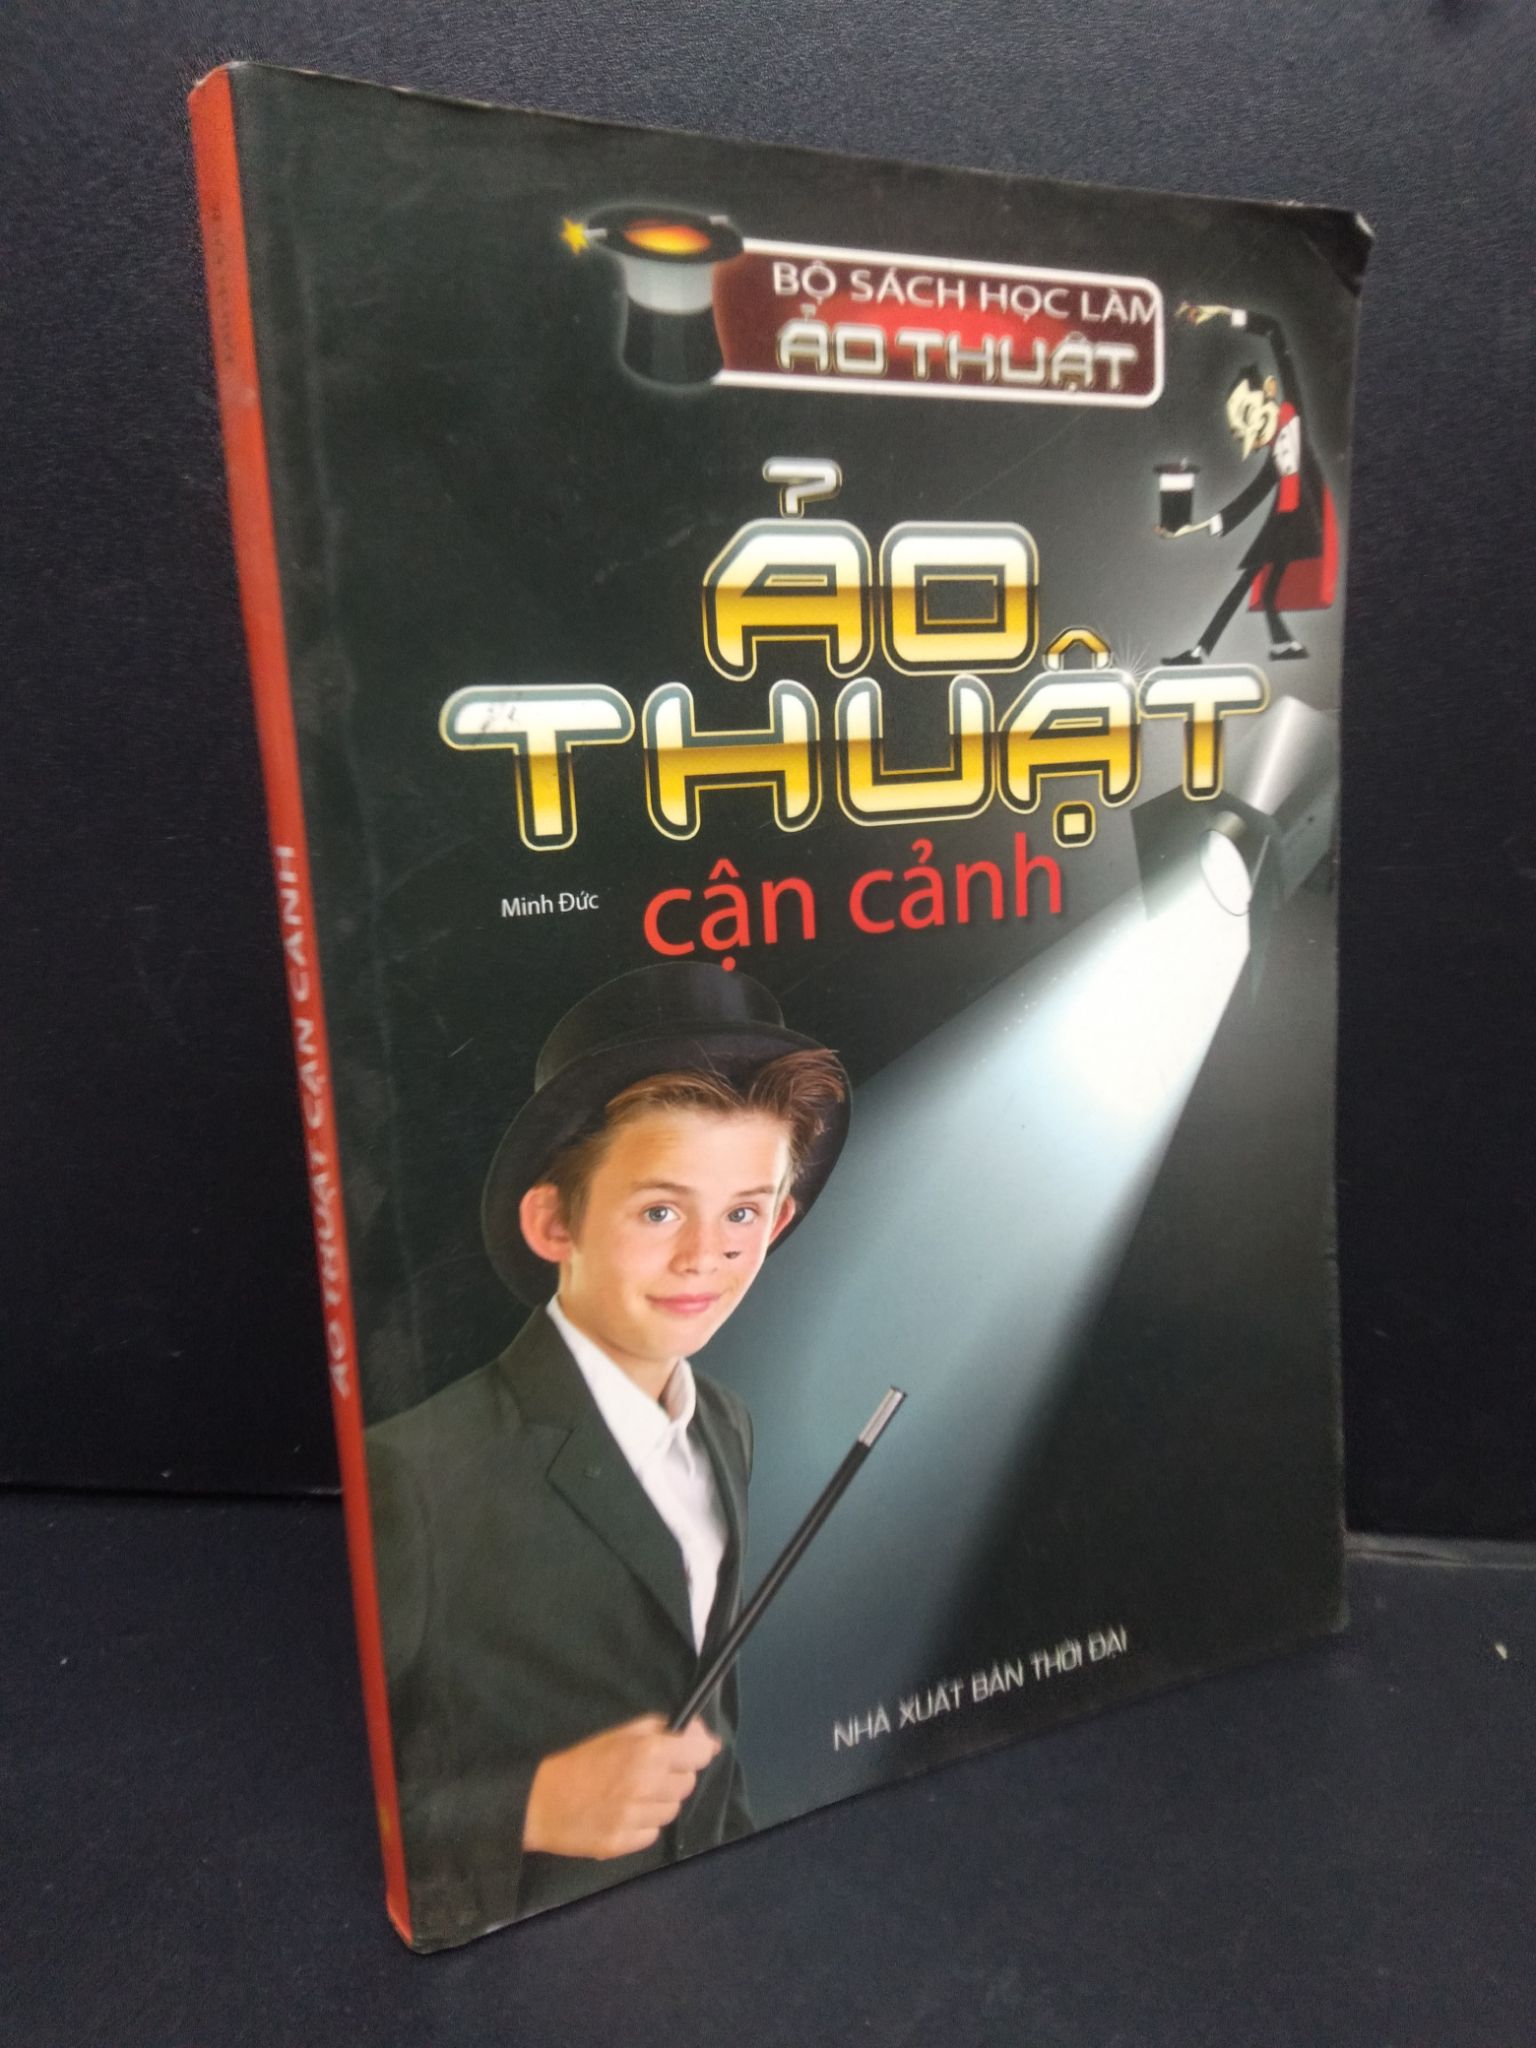 BỘ SÁCH HỌC LÀM
ẢO THUẬT
ẢO
THUẬT
cận cảnh
Minh Đức
NHÀ XUẤT BẢN THỜI ĐẠI
ẢO THUẬT CẬN CẢNH